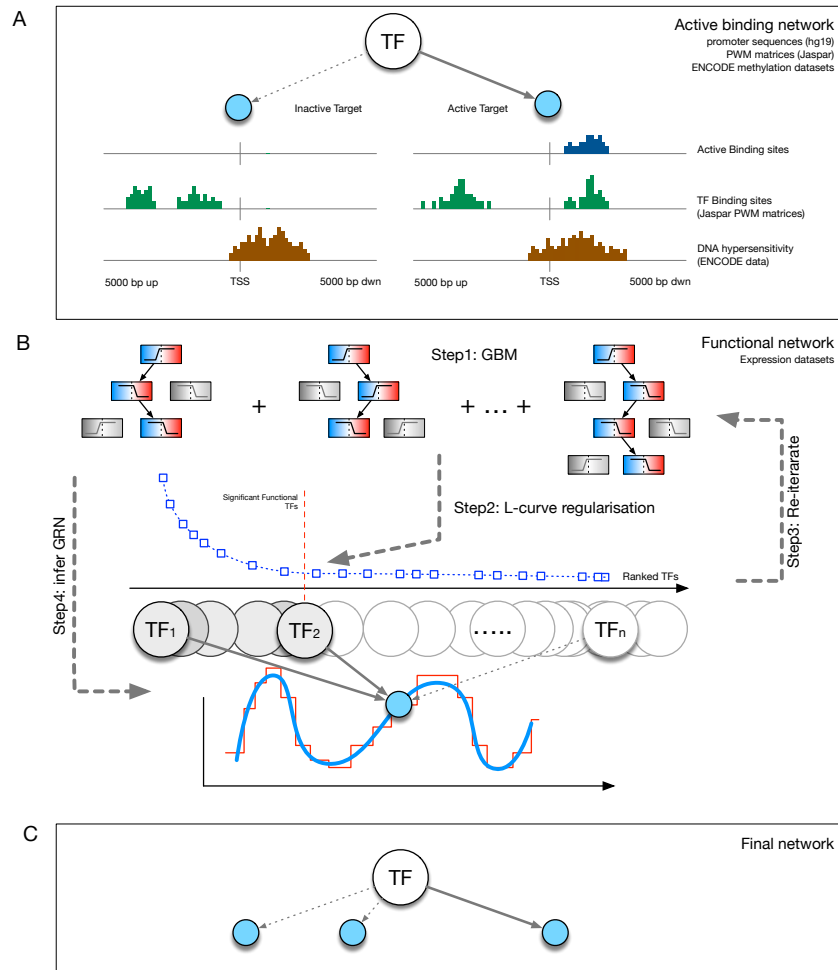 A
Active binding network
promoter sequences (hg19)
PWM matrices (Jaspar)
ENCODE methylation datasets
TF
Inactive Target
Active Target
Active Binding sites
TF Binding sites
(Jaspar PWM matrices)
DNA hypersensitivity
(ENCODE data)
5000 bp up
TSS
5000 bp dwn
5000 bp up
TSS
5000 bp dwn
B
Functional network
Expression datasets
Step1: GBM
+
+ ... +
Step2: L-curve regularisation
Step3: Re-iterarate
Step4: infer GRN
Significant Functional
TFs
Ranked TFs
TF1
TF2
.....
TFn
C
Final network
TF